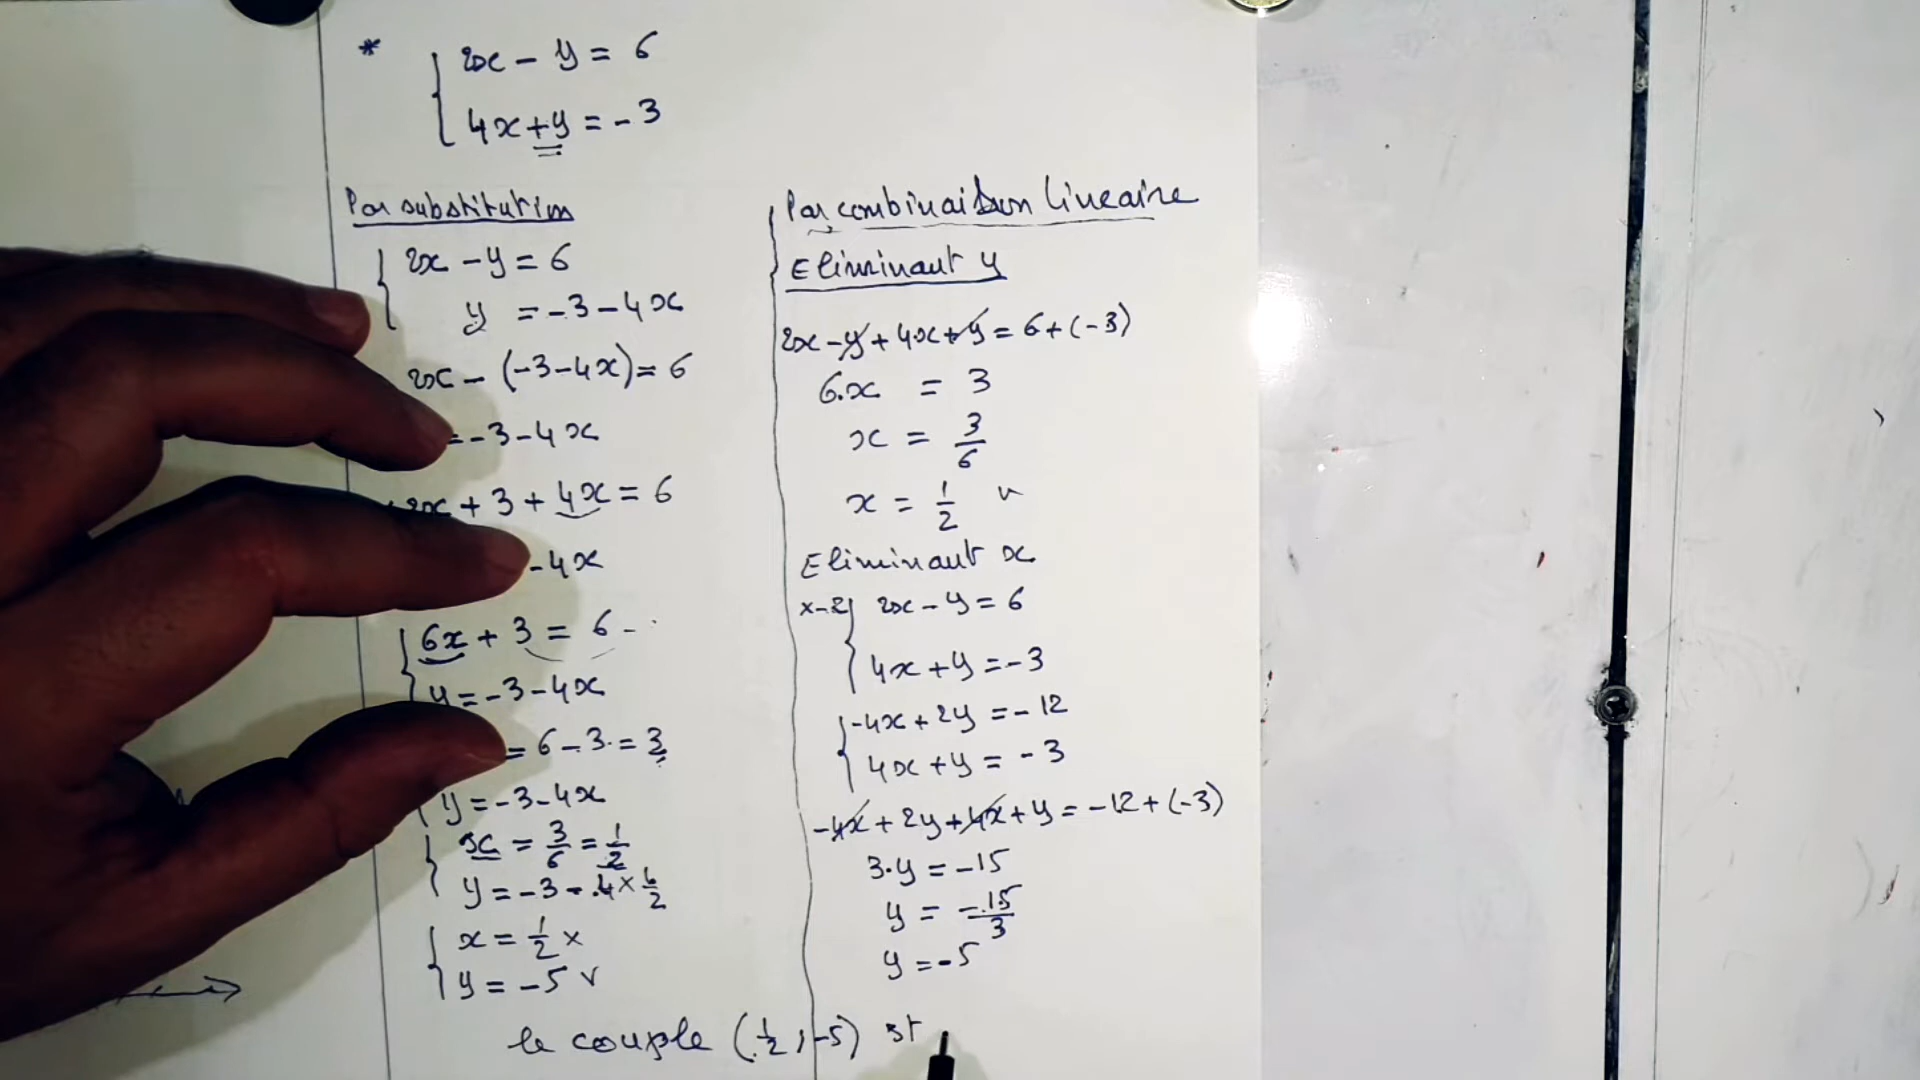 * 2x - y = 6
4x + y = -3
Par substitution
2x - y = 6
y = -3 - 4x
2x - (-3 - 4x) = 6
= -3 - 4x
2x + 3 + 4x = 6
- 4x
6x + 3 = 6 -
y = -3 - 4x
= 6 - 3 = 3
y = -3 - 4x
x = 3/6 = 1/2
y = -3 - 4 × 1/2
x = 1/2 ×
y = -5 v
Par combinaison lineaire
Eliminant y
2x - y + 4x + y = 6 + (-3)
6.x = 3
x = 3/6
x = 1/2 v
Eliminant x
x-2 2x - y = 6
4x + y = -3
-4x + 2y = -12
4x + y = -3
-4x + 2y + 4x + y = -12 + (-3)
3.y = -15
y = -15/3
y = -5
le couple (1/2 , -5) st